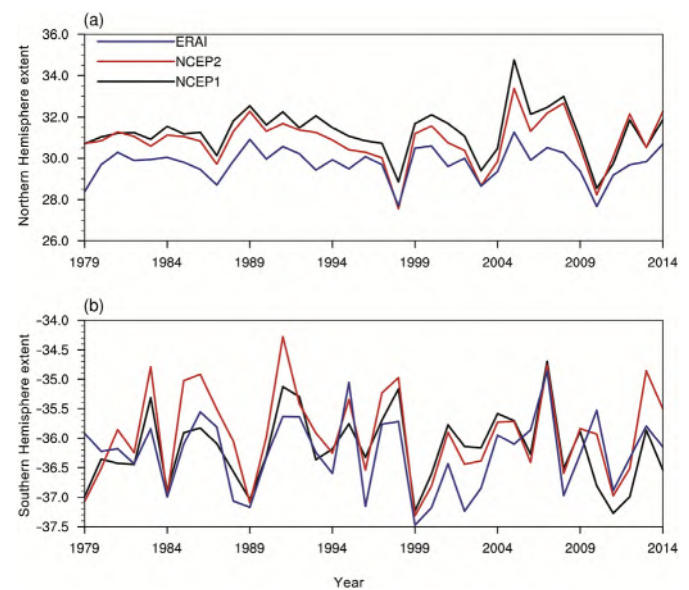 (a)
Northern Hemisphere extent
36.0
34.0
32.0
30.0
28.0
26.0
ERAI
NCEP2
NCEP1
1979 1984 1989 1994 1999 2004 2009 2014
(b)
Southern Hemisphere extent
-34.0
-34.5
-35.0
-35.5
-36.0
-36.5
-37.0
-37.5
1979 1984 1989 1994 1999 2004 2009 2014
Year